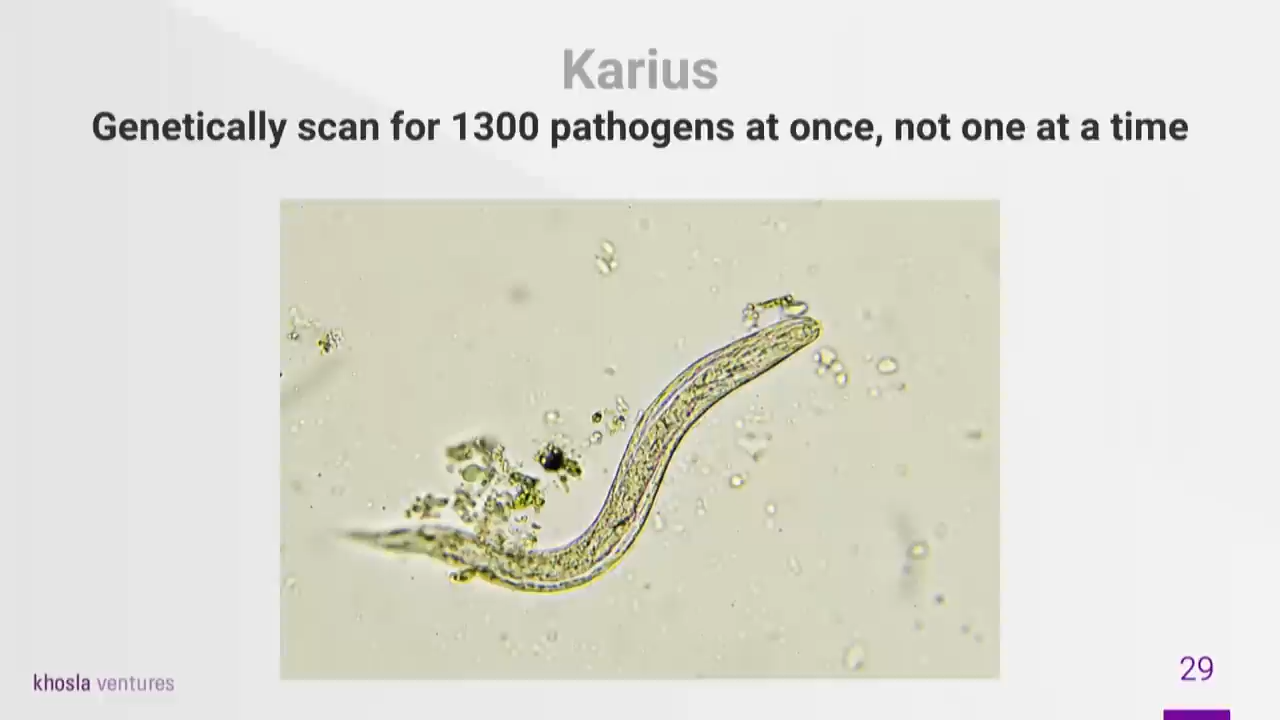 Karius
Genetically scan for 1300 pathogens at once, not one at a time
khosla ventures
29